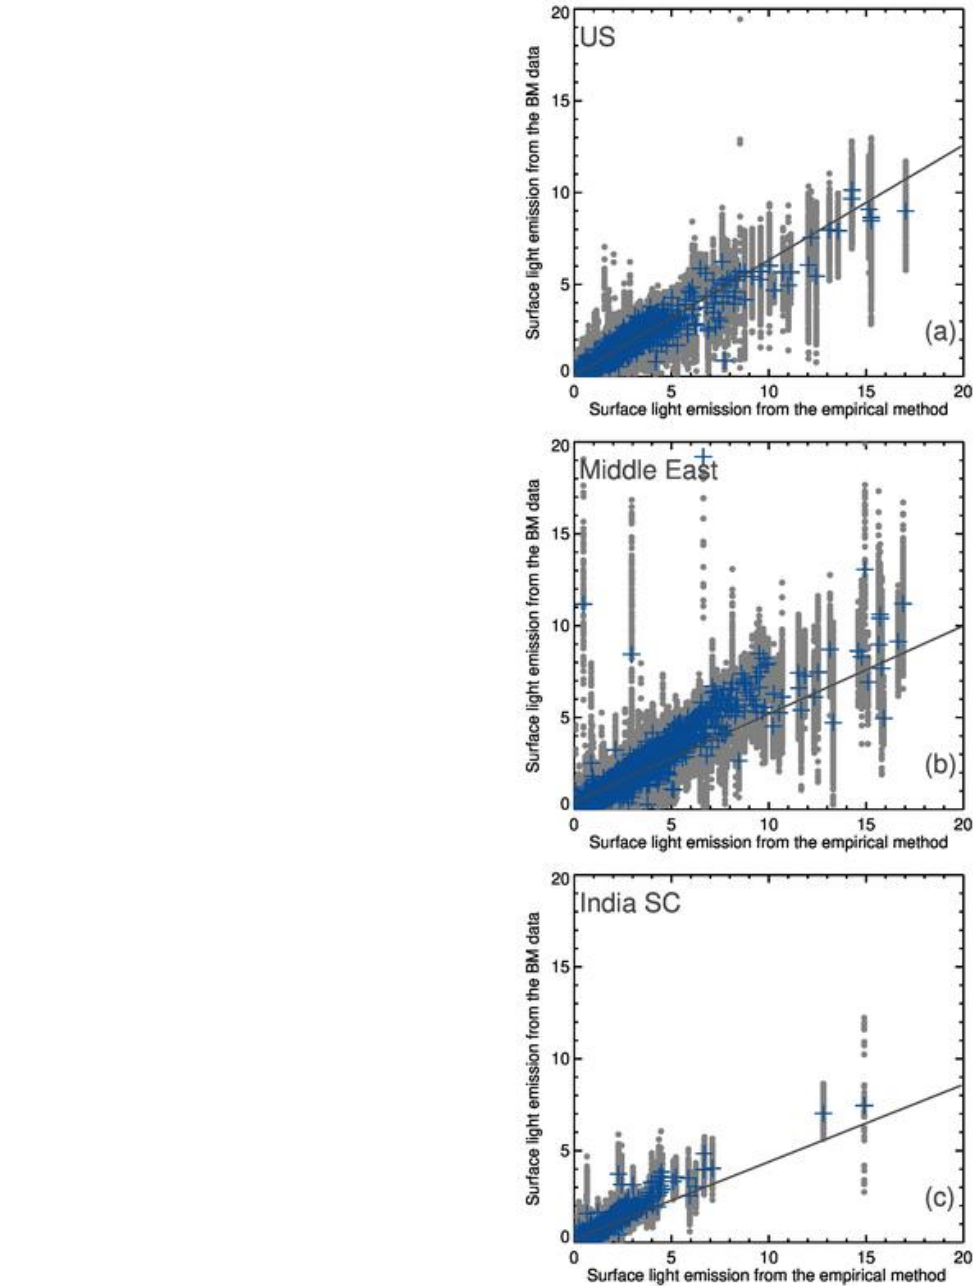 20
US
15
10
5
(a)
0
0 5 10 15 20
Surface light emission from the BM data
Surface light emission from the empirical method
20
Middle East
15
10
5
(b)
0
0 5 10 15 20
Surface light emission from the BM data
Surface light emission from the empirical method
20
India SC
15
10
5
(c)
0
0 5 10 15 20
Surface light emission from the BM data
Surface light emission from the empirical method